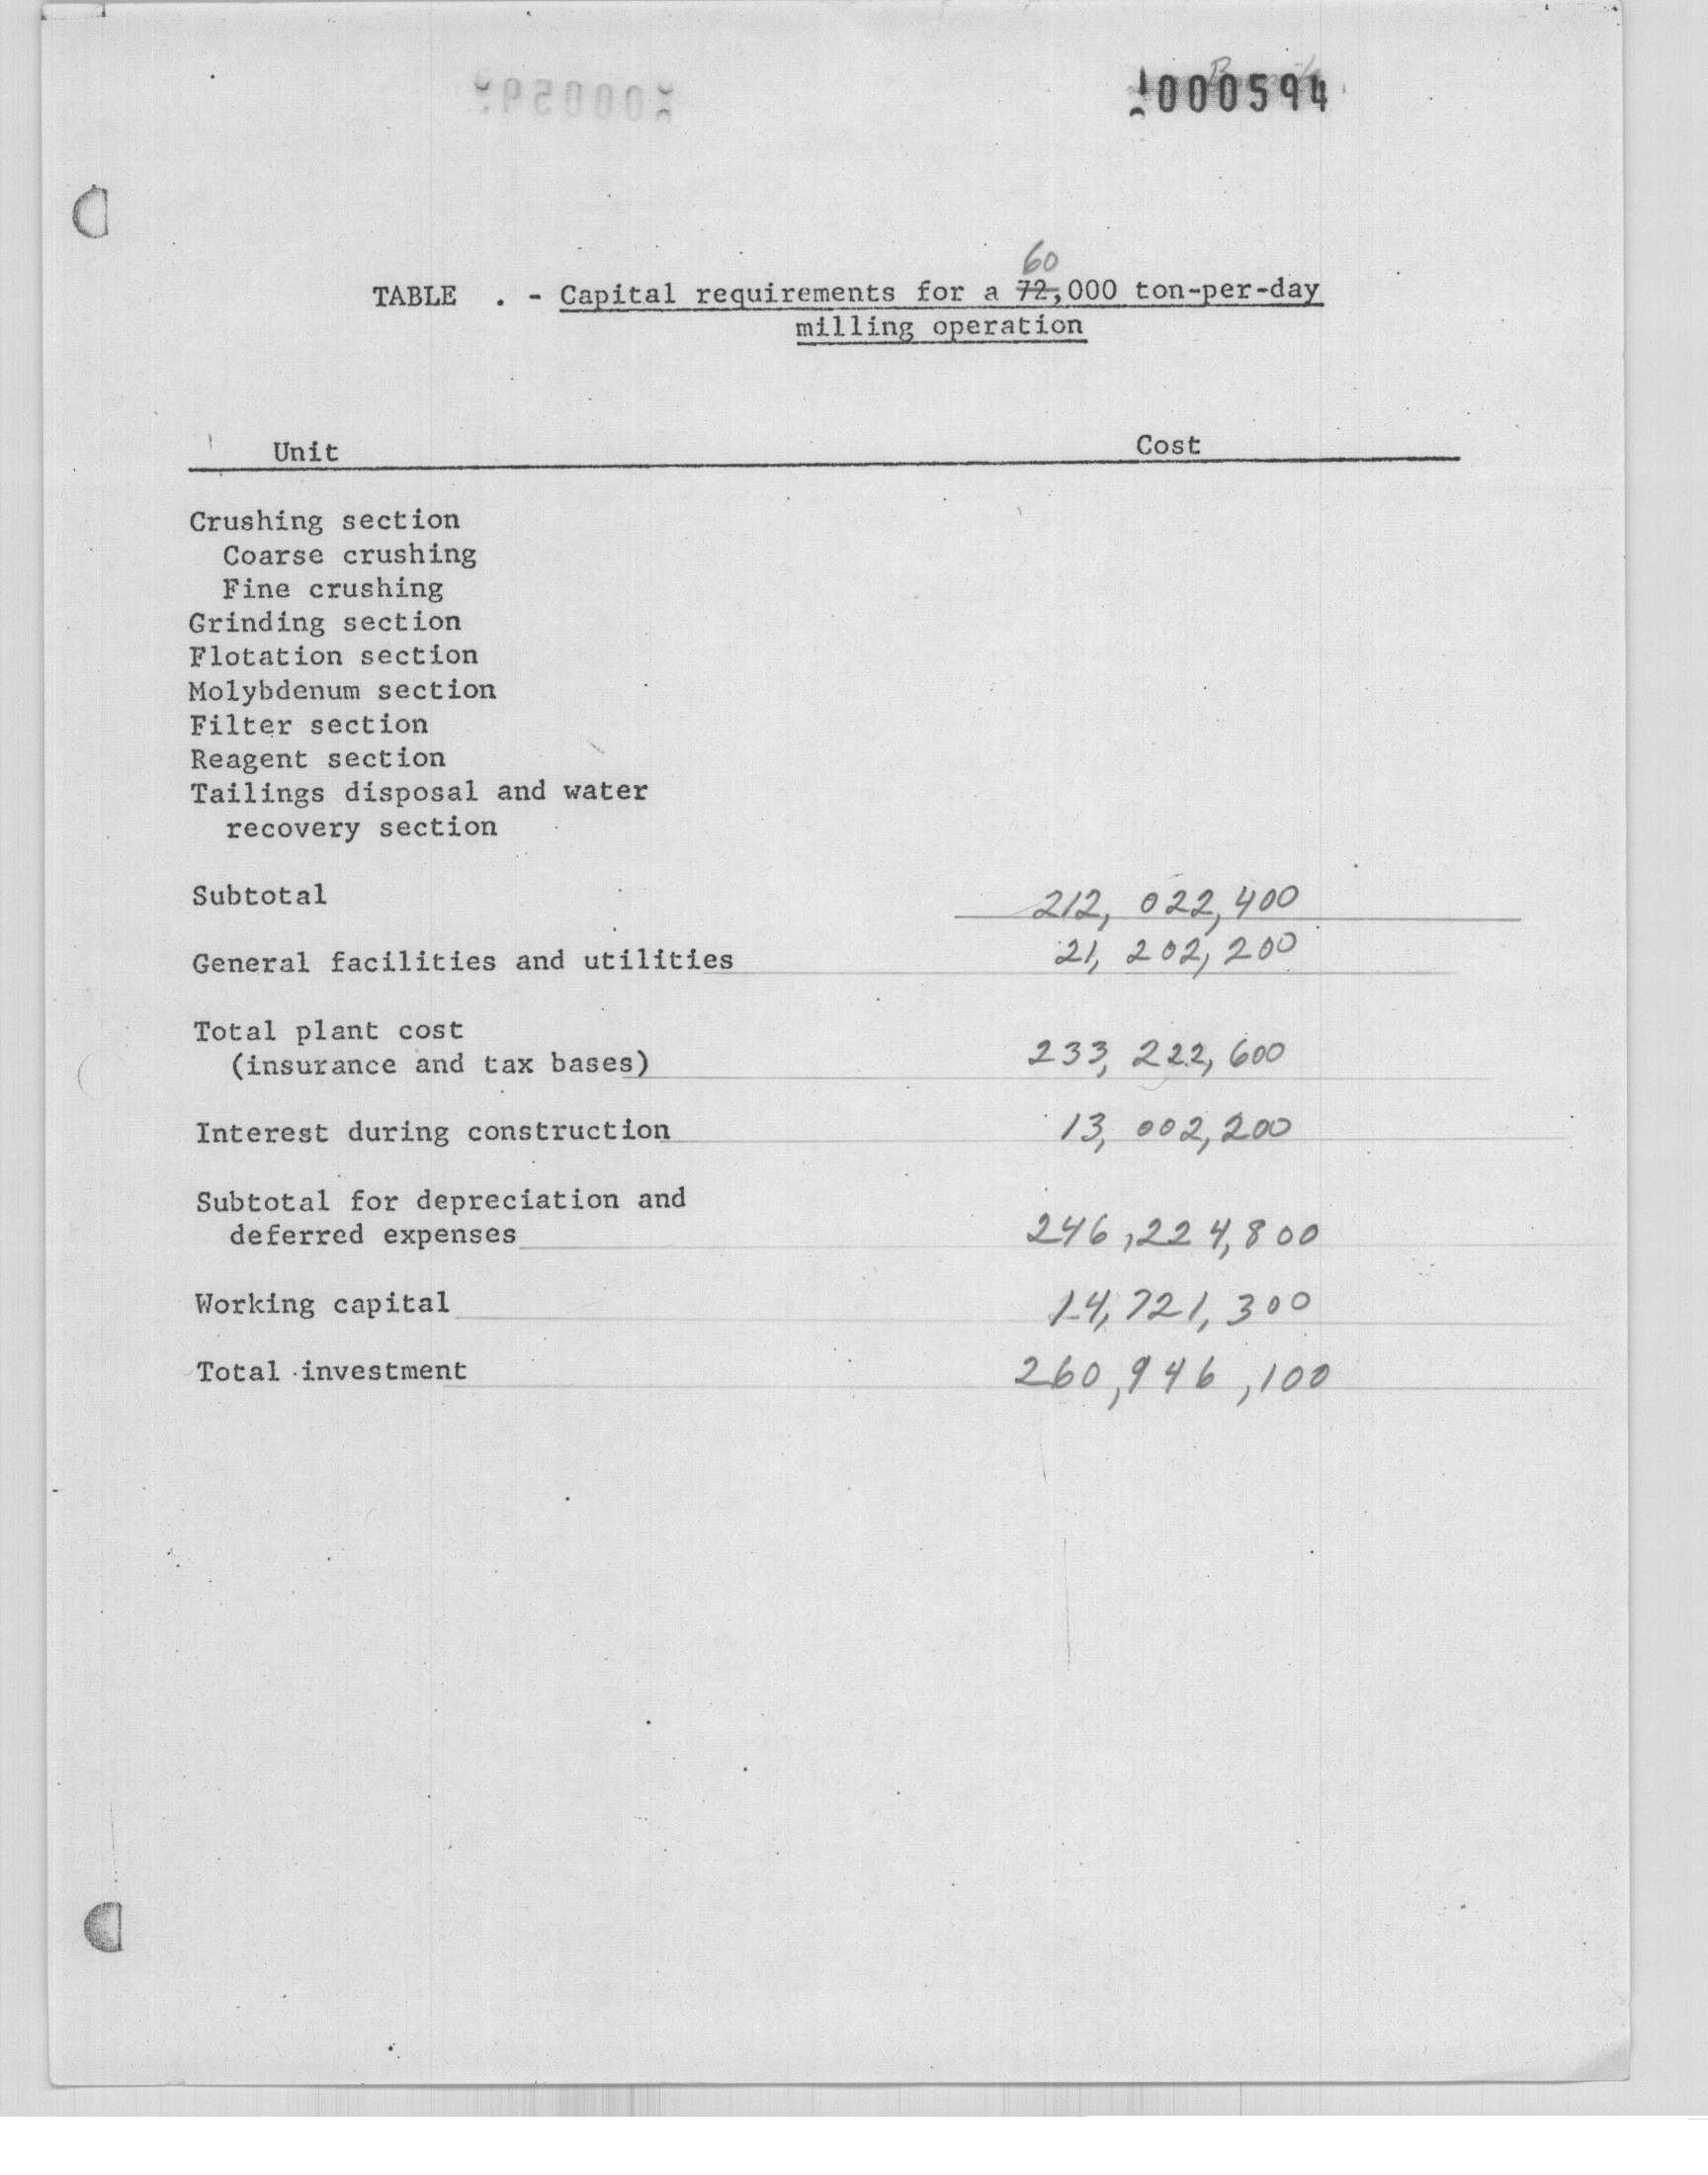 000594
60
TABLE . - Capital requirements for a 72,000 ton-per-day
milling operation
Unit Cost
Crushing section
Coarse crushing
Fine crushing
Grinding section
Flotation section
Molybdenum section
Filter section
Reagent section
Tailings disposal and water
recovery section
Subtotal 212,022,400
General facilities and utilities 21,202,200
Total plant cost
(insurance and tax bases) 233,222,600
Interest during construction 13,002,200
Subtotal for depreciation and
deferred expenses 246,224,800
Working capital 14,721,300
Total investment 260,946,100